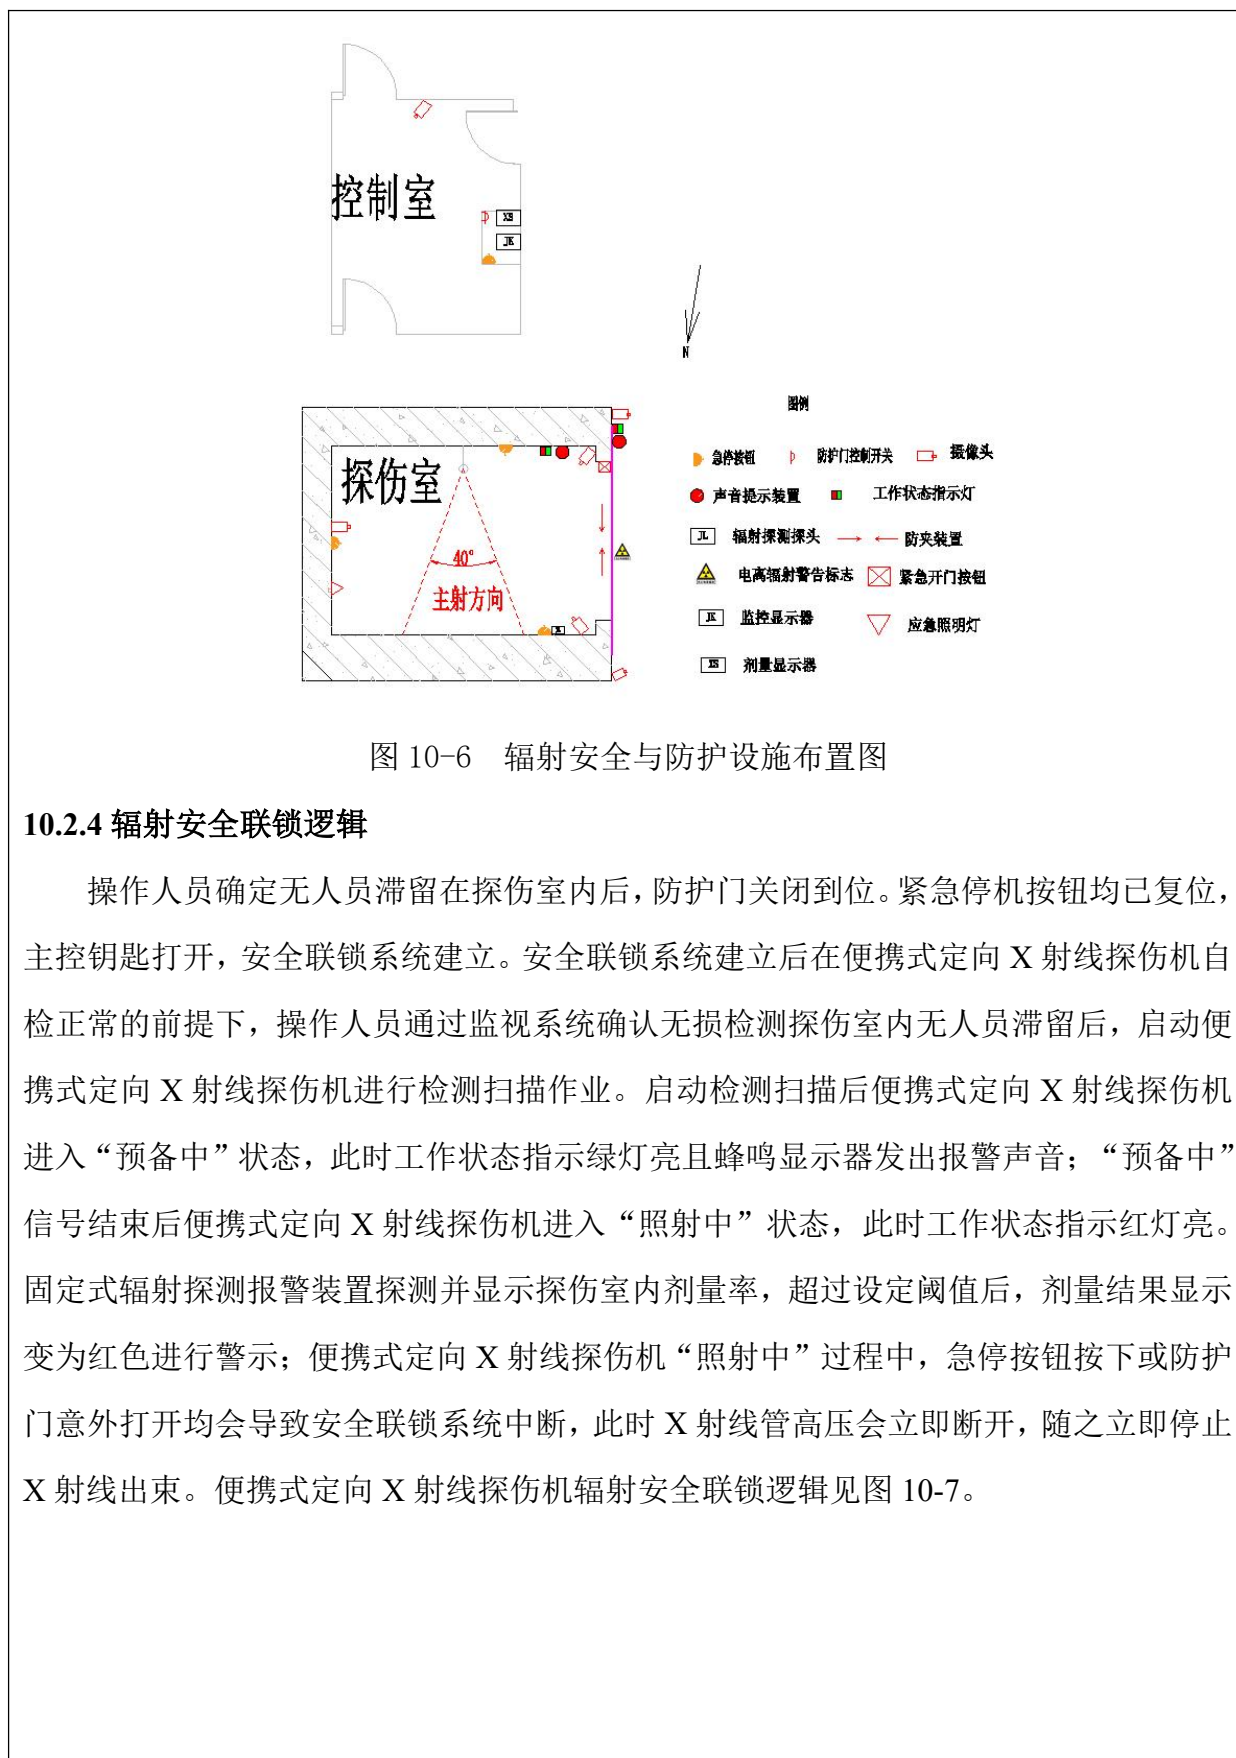 控制室
XS
JK
N
图例
急停按钮 防护门控制开关 摄像头
声音提示装置 工作状态指示灯
JL 辐射探测探头 防夹装置
电离辐射警告标志 紧急开门按钮
JK 监控显示器 应急照明灯
XS 剂量显示器
探伤室
40°
主射方向
JL
图 10-6 辐射安全与防护设施布置图
10.2.4 辐射安全联锁逻辑
操作人员确定无人员滞留在探伤室内后，防护门关闭到位。紧急停机按钮均已复位，
主控钥匙打开，安全联锁系统建立。安全联锁系统建立后在便携式定向 X 射线探伤机自
检正常的前提下，操作人员通过监视系统确认无损检测探伤室内无人员滞留后，启动便
携式定向 X 射线探伤机进行检测扫描作业。启动检测扫描后便携式定向 X 射线探伤机
进入“预备中”状态，此时工作状态指示绿灯亮且蜂鸣显示器发出报警声音；“预备中”
信号结束后便携式定向 X 射线探伤机进入“照射中”状态，此时工作状态指示红灯亮。
固定式辐射探测报警装置探测并显示探伤室内剂量率，超过设定阈值后，剂量结果显示
变为红色进行警示；便携式定向 X 射线探伤机“照射中”过程中，急停按钮按下或防护
门意外打开均会导致安全联锁系统中断，此时 X 射线管高压会立即断开，随之立即停止
X 射线出束。便携式定向 X 射线探伤机辐射安全联锁逻辑见图 10-7。